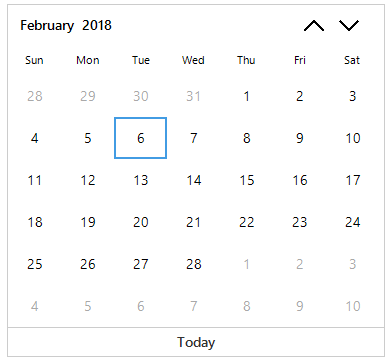 February 2018
Sun Mon Tue Wed Thu Fri Sat
28 29 30 31 1 2 3
4 5 6 7 8 9 10
11 12 13 14 15 16 17
18 19 20 21 22 23 24
25 26 27 28 1 2 3
4 5 6 7 8 9 10
Today